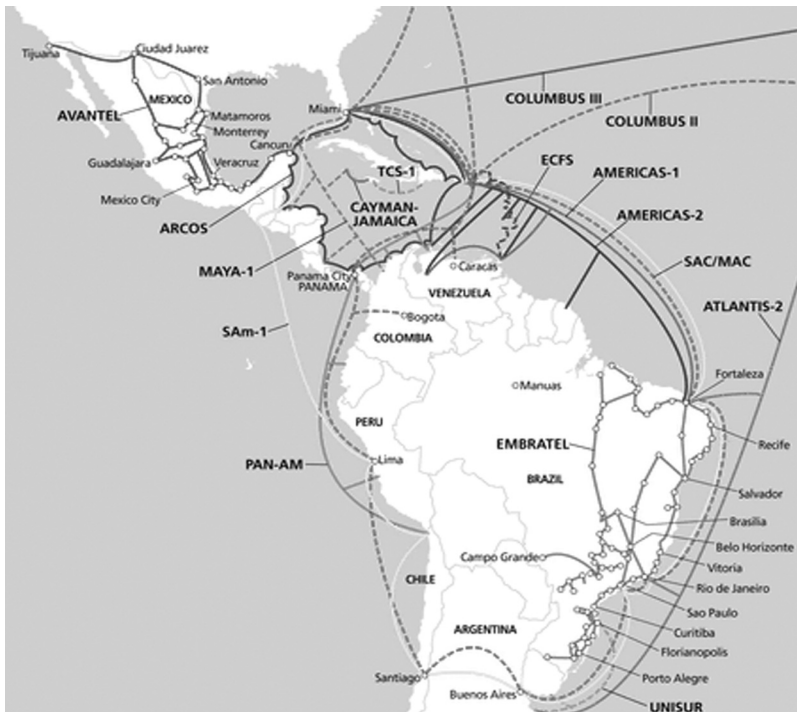 Tijuana
Ciudad Juarez
San Antonio
MEXICO
AVANTEL
Matamoros
Monterrey
Miami
COLUMBUS III
COLUMBUS II
Cancun
Guadalajara
Veracruz
ECFS
TCS-1
AMERICAS-1
Mexico City
CAYMAN-
JAMAICA
AMERICAS-2
ARCOS
SAC/MAC
MAYA-1
Panama City
PANAMA
Caracas
VENEZUELA
ATLANTIS-2
SAm-1
Bogota
COLOMBIA
Fortaleza
Manuas
PERU
EMBRATEL
Recife
PAN-AM
Lima
BRAZIL
Salvador
Brasilia
Belo Horizonte
Campo Grande
Vitoria
CHILE
Rio de Janeiro
Sao Paulo
ARGENTINA
Curitiba
Florianopolis
Santiago
Porto Alegre
Buenos Aires
UNISUR